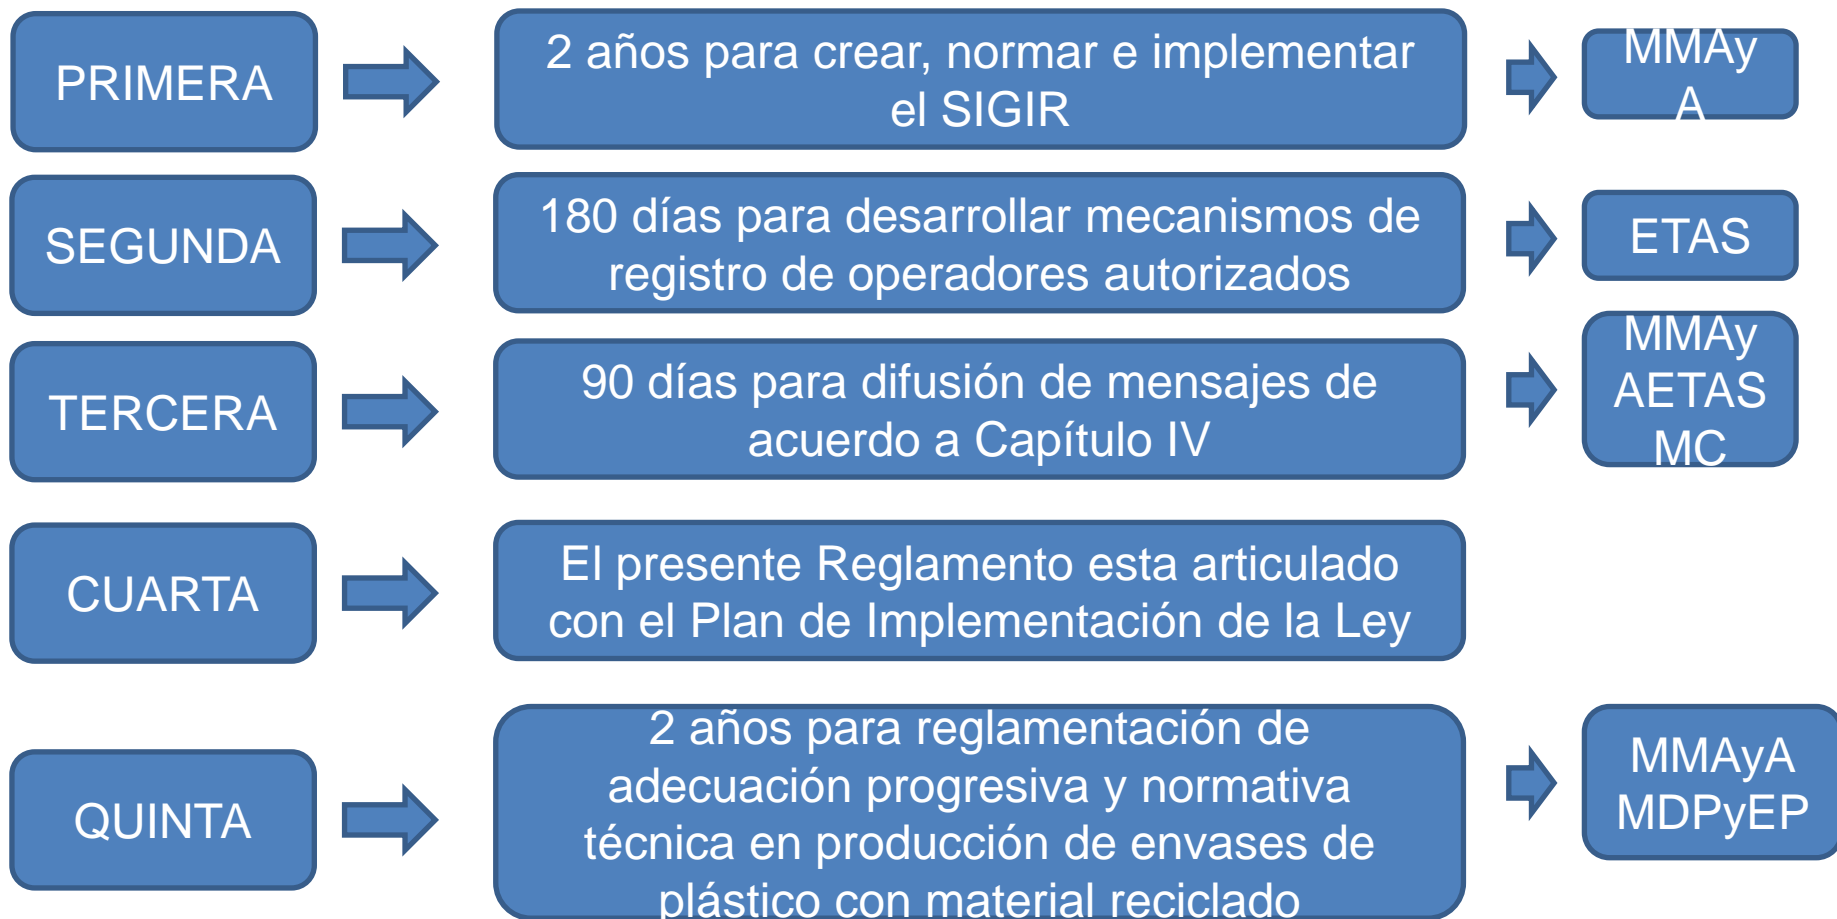 PRIMERA
2 años para crear, normar e implementar
el SIGIR
MMAy
A
SEGUNDA
180 días para desarrollar mecanismos de
registro de operadores autorizados
ETAS
TERCERA
90 días para difusión de mensajes de
acuerdo a Capítulo IV
MMAy
AETAS
MC
CUARTA
El presente Reglamento esta articulado
con el Plan de Implementación de la Ley
QUINTA
2 años para reglamentación de
adecuación progresiva y normativa
técnica en producción de envases de
plástico con material reciclado
MMAyA
MDPyEP